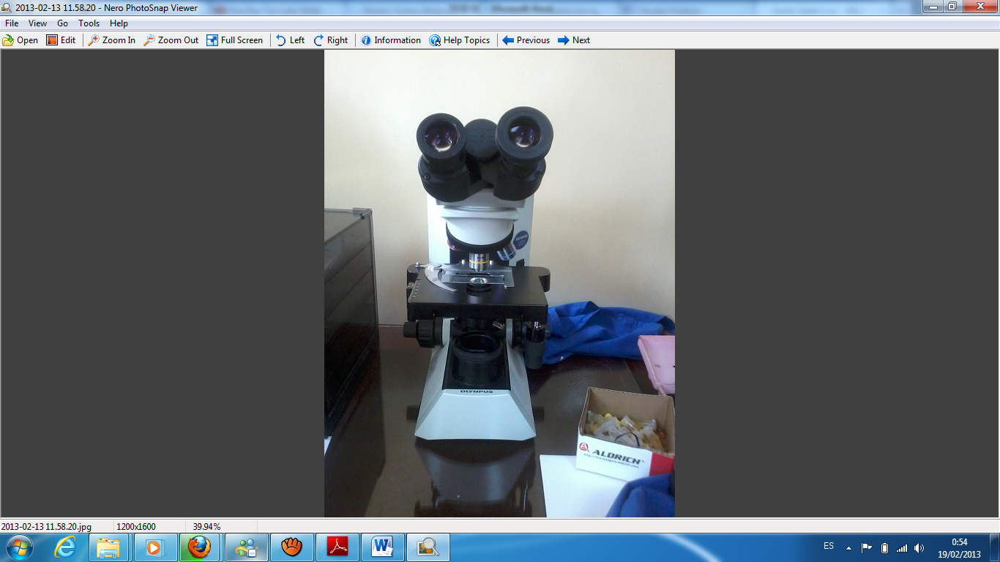 2013-02-13 11.58.20 - Nero PhotoSnap Viewer
File View Go Tools Help
Open Edit Zoom In Zoom Out Full Screen Left Right Information Help Topics Previous Next
OLYMPUS
A
ALDRICH
2013-02-13 11.58.20.jpg 1200x1600 39.94%
ES
0:54
19/02/2013